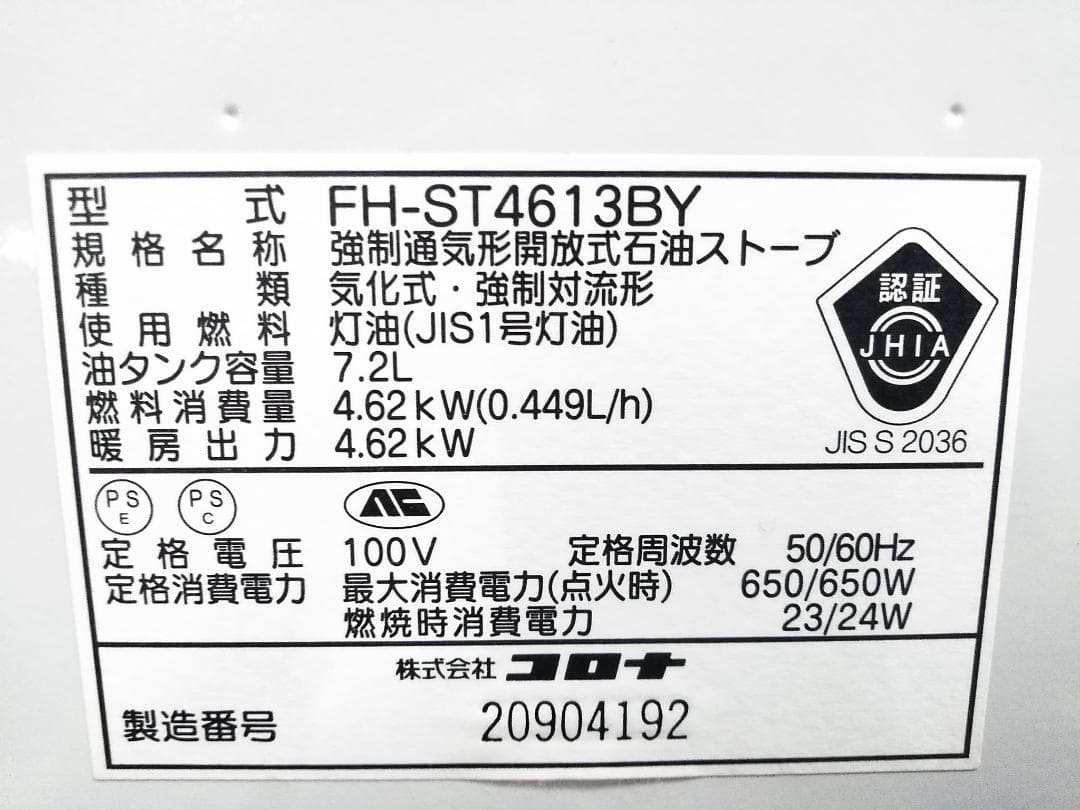 型式 FH-ST4613BY
規格名称 強制通気形開放式石油ストーブ
種類 気化式・強制対流形
使用燃料 灯油(JIS1号灯油)
油タンク容量 7.2L
燃料消費量 4.62kW(0.449L/h)
暖房出力 4.62kW
認証
JHIA
JIS S 2036
PS E PS C
定格電圧 100V 定格周波数 50/60Hz
定格消費電力 最大消費電力(点火時) 650/650W
燃焼時消費電力 23/24W
株式会社 コロナ
製造番号 20904192